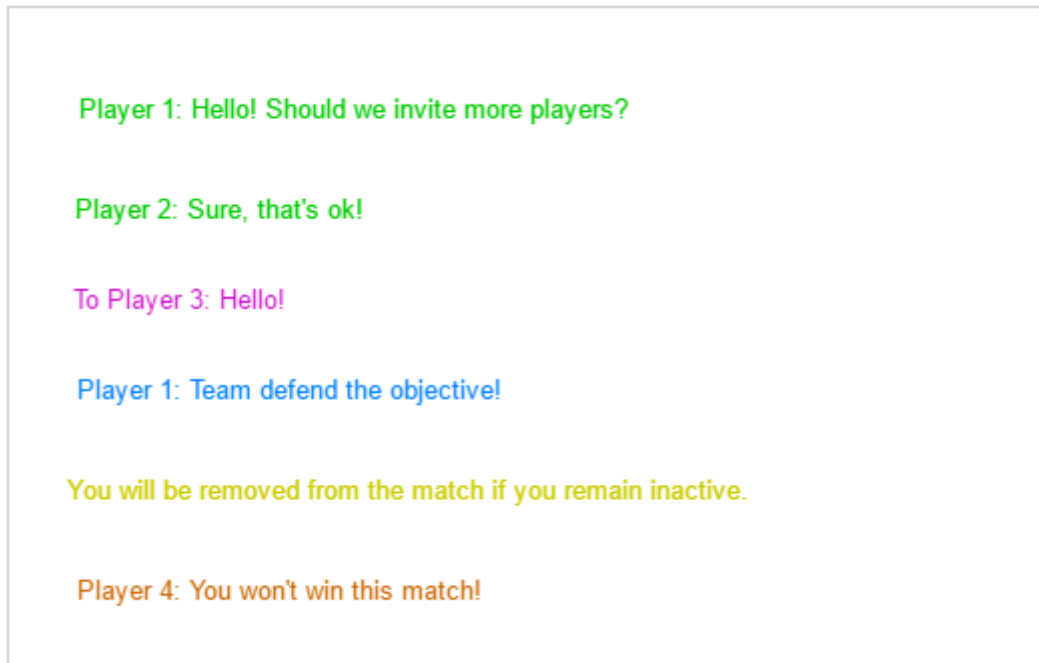 Player 1: Hello! Should we invite more players?
Player 2: Sure, that's ok!
To Player 3: Hello!
Player 1: Team defend the objective!
You will be removed from the match if you remain inactive.
Player 4: You won't win this match!